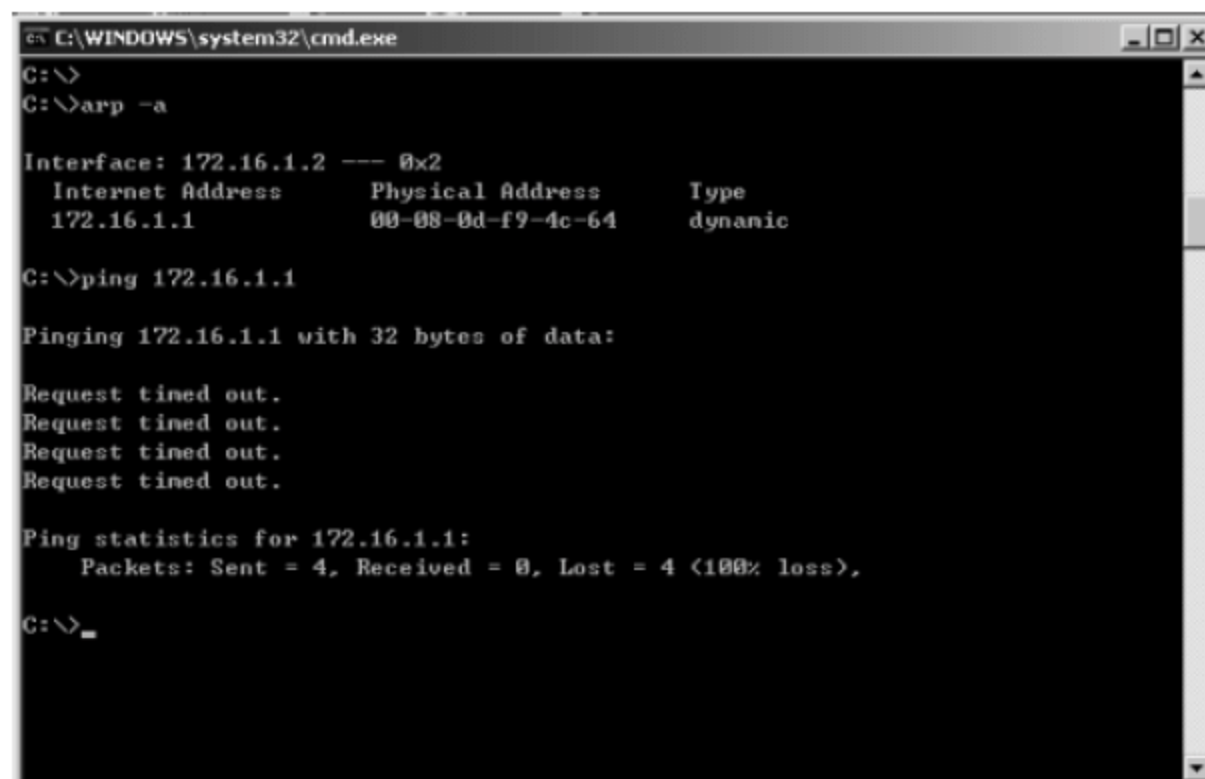 C:\WINDOWS\system32\cmd.exe
C:\>
C:\>arp -a
Interface: 172.16.1.2 --- 0x2
Internet Address Physical Address Type
172.16.1.1 00-08-0d-f9-4c-64 dynamic
C:\>ping 172.16.1.1
Pinging 172.16.1.1 with 32 bytes of data:
Request timed out.
Request timed out.
Request timed out.
Request timed out.
Ping statistics for 172.16.1.1:
Packets: Sent = 4, Received = 0, Lost = 4 (100% loss),
C:\>_